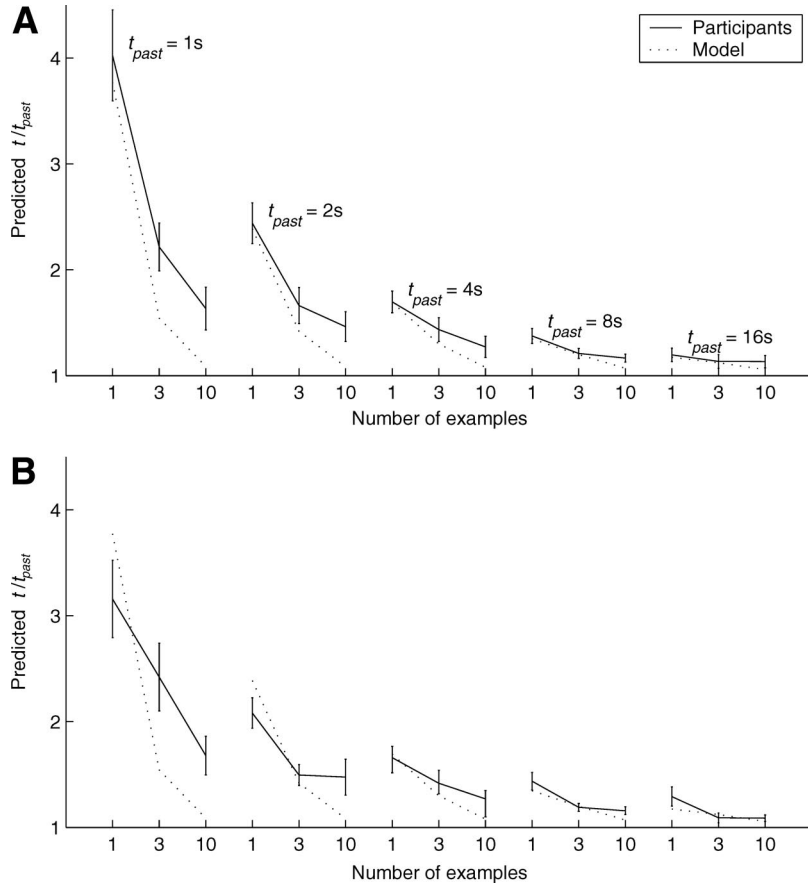 A
Participants
Model
t_past = 1s
t_past = 2s
t_past = 4s
t_past = 8s
t_past = 16s
Predicted t/t_past
4
3
2
1
1 3 10 1 3 10 1 3 10 1 3 10 1 3 10
Number of examples
B
Predicted t/t_past
4
3
2
1
1 3 10 1 3 10 1 3 10 1 3 10 1 3 10
Number of examples